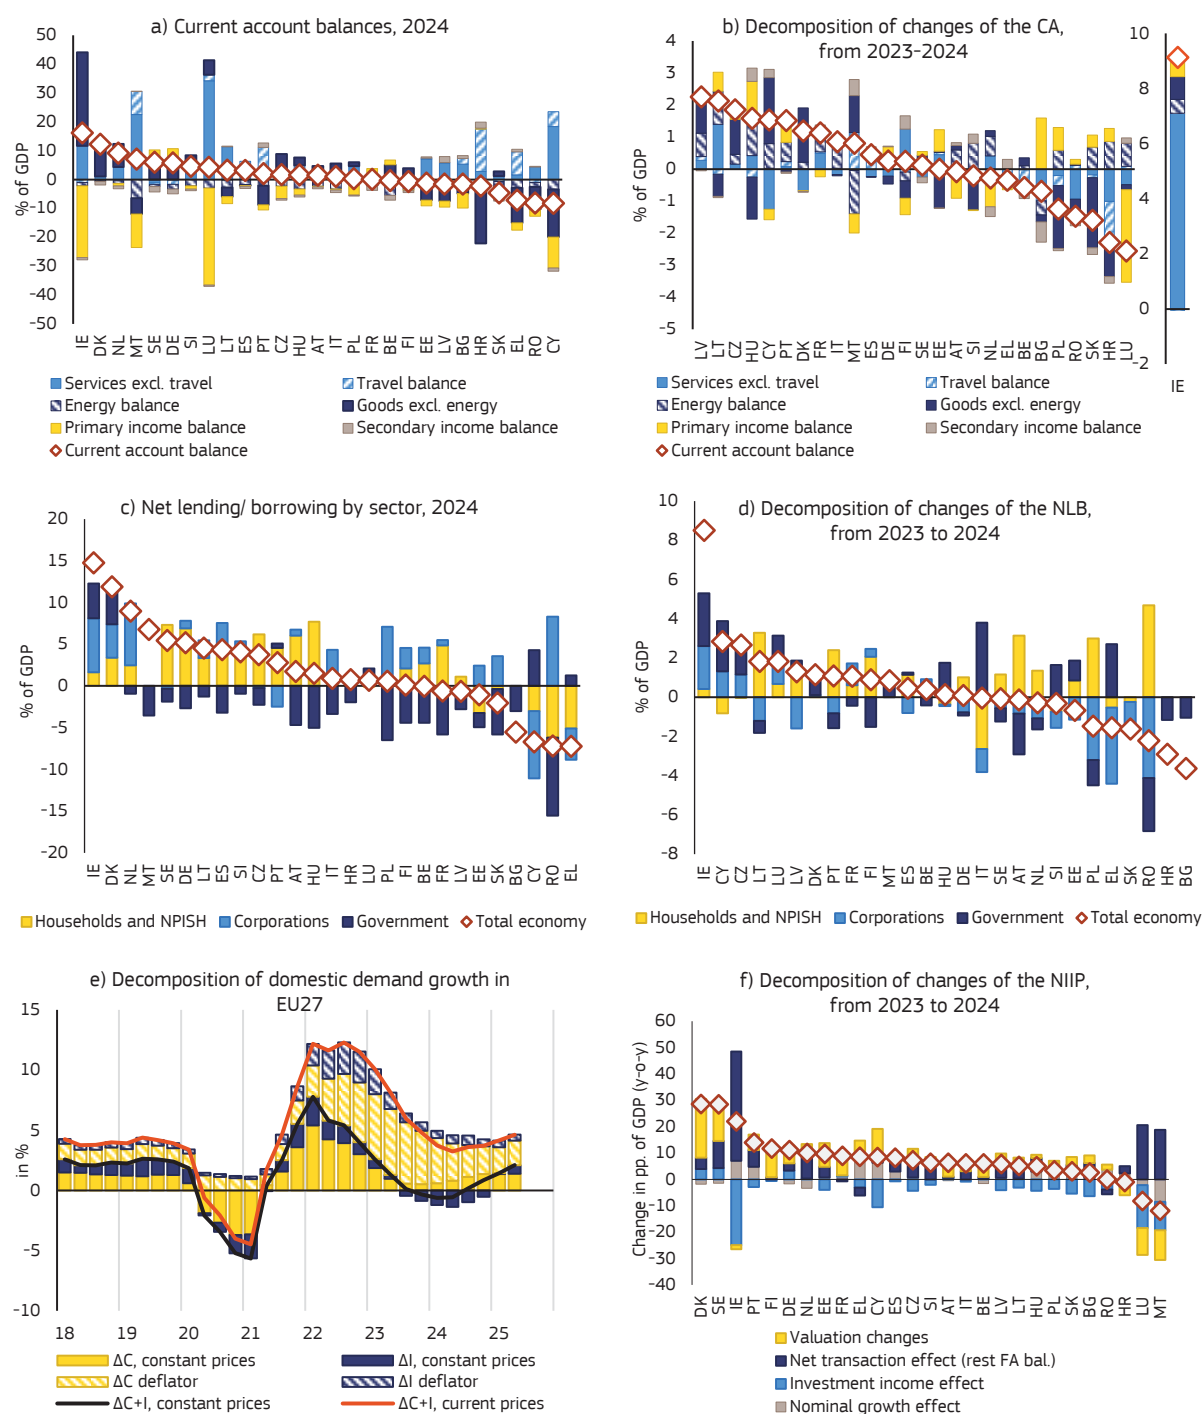 a) Current account balances, 2024
50
40
30
20
10
0
-10
-20
-30
-40
-50
% of GDP
IE DK NL MT SE DE SI LU LT ES PT CZ HU AT IT PL FR BE FI EE LV BG HR SK EL RO CY
Services excl. travel
Travel balance
Energy balance
Goods excl. energy
Primary income balance
Secondary income balance
Current account balance
b) Decomposition of changes of the CA,
from 2023-2024
4
3
2
1
0
-1
-2
-3
-4
-5
% of GDP
LV LT CZ HU CY PT DK FR IT MT ES DE FI SE EE AT SI NL EL BE BG PL RO SK HR LU
10
8
6
4
2
0
-2
IE
Services excl. travel
Travel balance
Energy balance
Goods excl. energy
Primary income balance
Secondary income balance
Current account balance
c) Net lending/ borrowing by sector, 2024
20
15
10
5
0
-5
-10
-15
-20
% of GDP
IE DK NL MT SE DE LT ES SI CZ PT AT HU IT HR LU PL FI BE FR LV EE SK BG CY RO EL
Households and NPISH
Corporations
Government
Total economy
d) Decomposition of changes of the NLB,
from 2023 to 2024
10
8
6
4
2
0
-2
-4
-6
-8
% of GDP
IE CY CZ LT LU LV DK PT FR FI MT ES BE HU DE IT SE AT NL SI EE PL EL SK RO HR BG
Households and NPISH
Corporations
Government
Total economy
e) Decomposition of domestic demand growth in
EU27
15
10
5
0
-5
-10
in %
18 19 20 21 22 23 24 25
ΔC, constant prices
ΔI, constant prices
ΔC deflator
ΔI deflator
ΔC+I, constant prices
ΔC+I, current prices
f) Decomposition of changes of the NIIP,
from 2023 to 2024
60
50
40
30
20
10
0
-10
-20
-30
-40
Change in pp. of GDP (y-o-y)
DK SE IE PT FI DE NL EE FR EL CY ES CZ SI AT IT BE LV LT HU PL SK BG RO HR LU MT
Valuation changes
Net transaction effect (rest FA bal.)
Investment income effect
Nominal growth effect